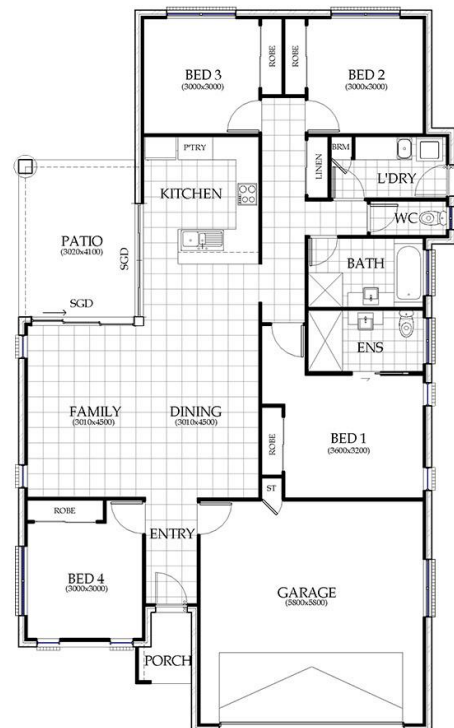 BED 3
(3000x3000)
ROBE
ROBE
BED 2
(3000x3000)
P'TRY
KITCHEN
LINEN
BRM
L'DRY
WC
PATIO
(3020x4100)
SGD
SGD
BATH
ENS
FAMILY
(3010x4500)
DINING
(3010x4500)
ROBE
BED 1
(3600x3200)
ST
ROBE
ENTRY
BED 4
(3000x3000)
GARAGE
(5800x5800)
PORCH